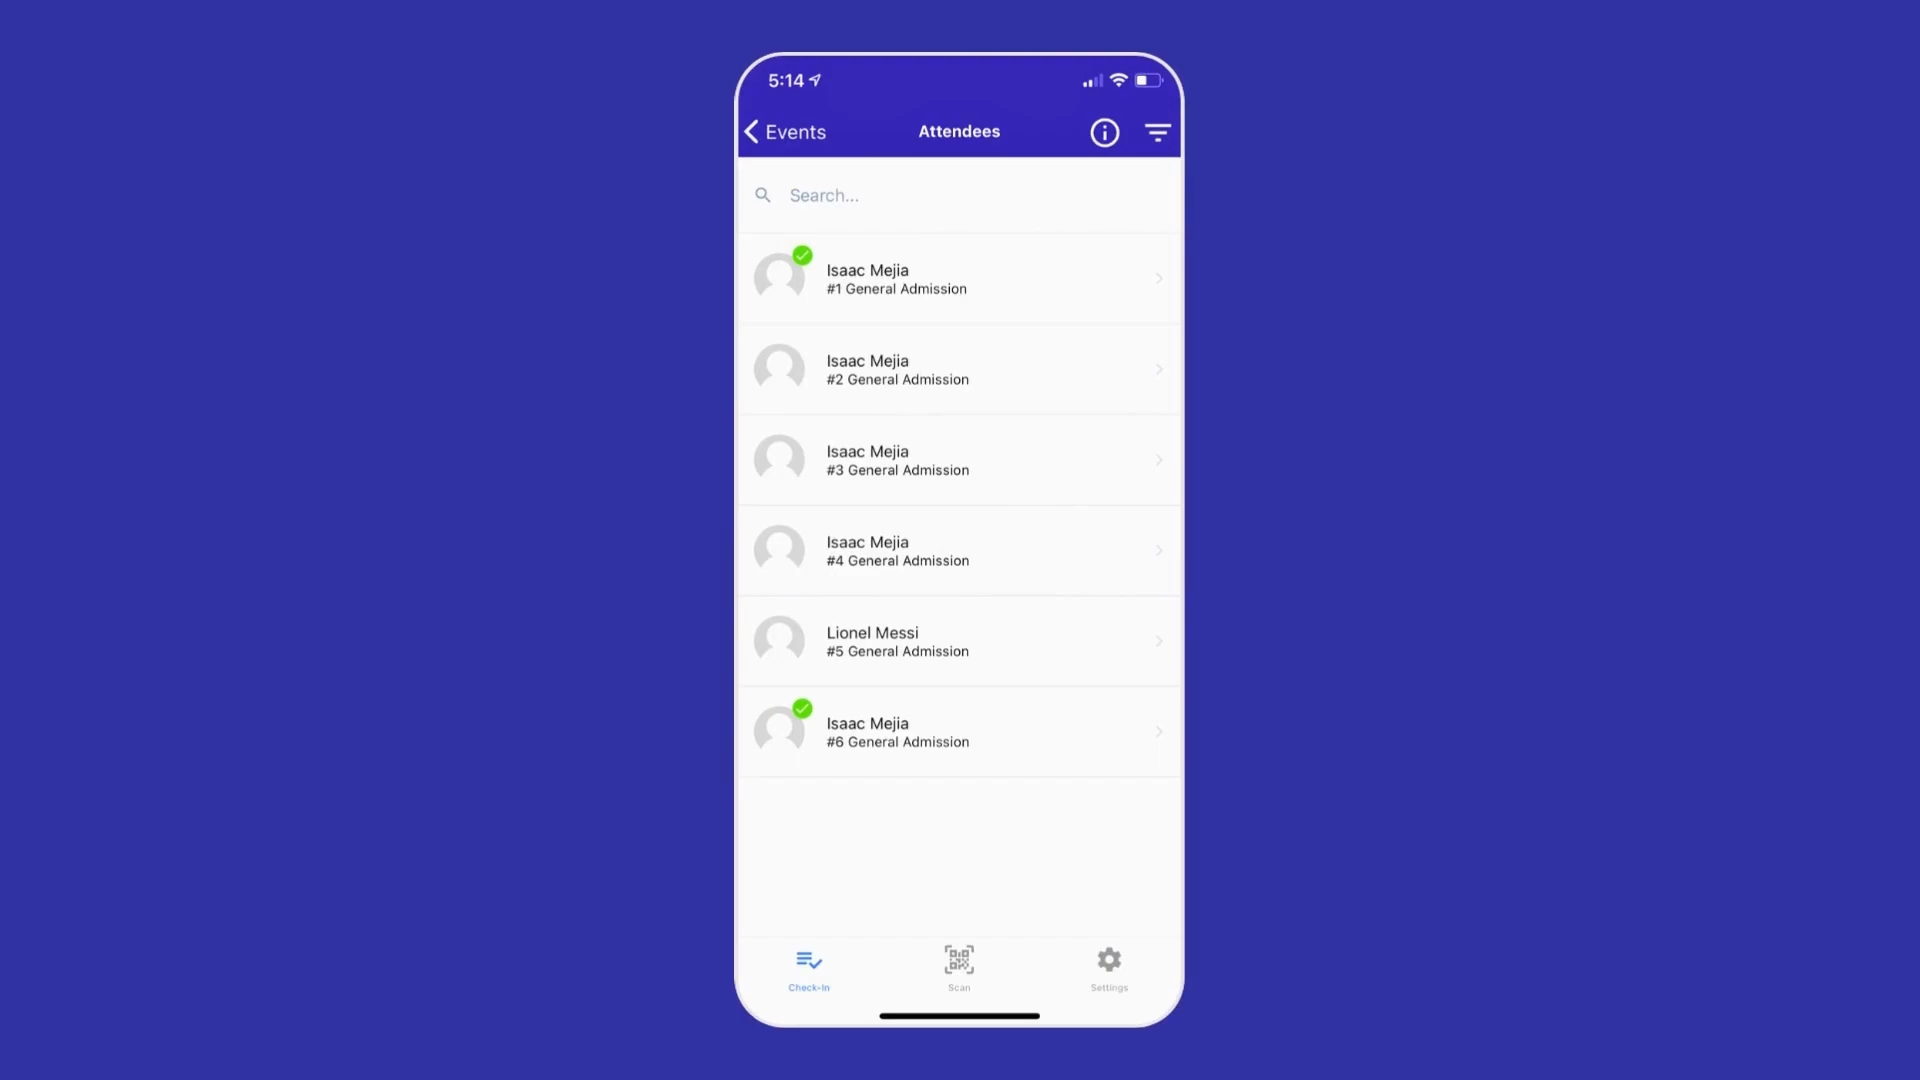 5:14
Events
Attendees
Search...
Isaac Mejia
#1 General Admission
Isaac Mejia
#2 General Admission
Isaac Mejia
#3 General Admission
Isaac Mejia
#4 General Admission
Lionel Messi
#5 General Admission
Isaac Mejia
#6 General Admission
Check-In
Scan
Settings